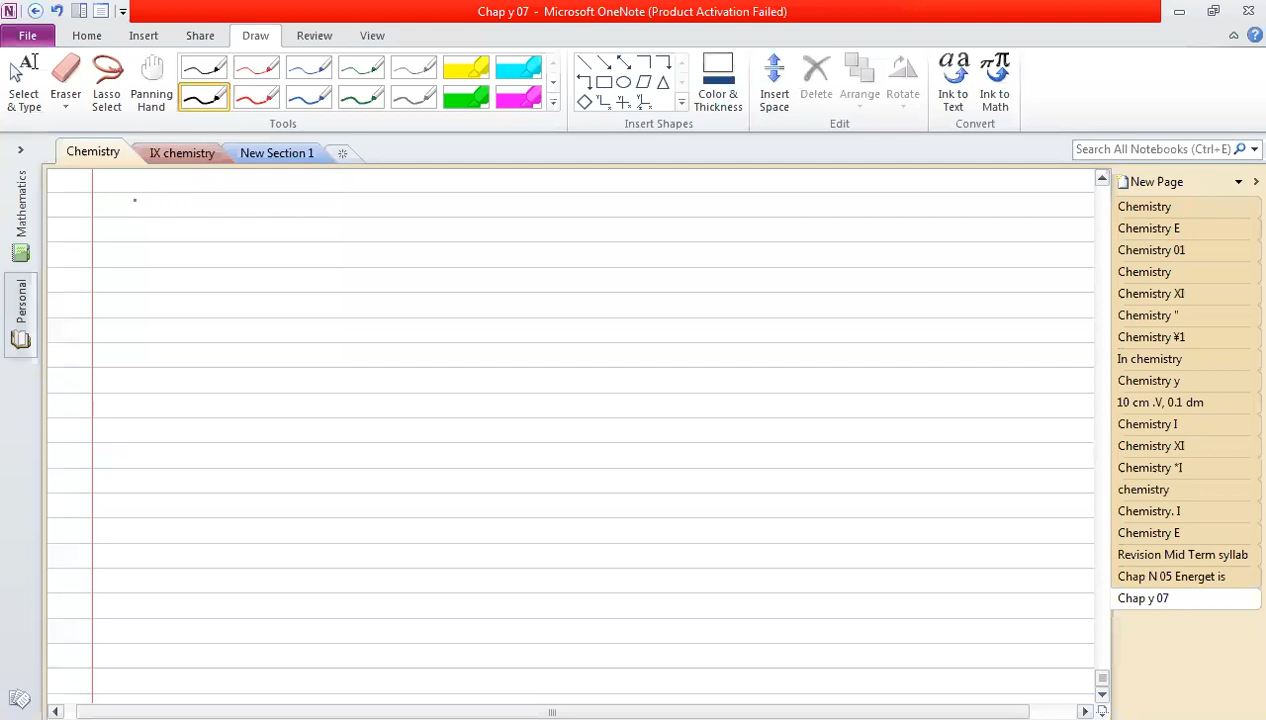 Chap y 07 - Microsoft OneNote (Product Activation Failed)
File Home Insert Share Draw Review View
Select & Type
Eraser
Lasso Select
Panning Hand
Color & Thickness
Insert Space
Delete
Arrange
Rotate
Ink to Text
Ink to Math
Tools
Insert Shapes
Edit
Convert
Chemistry IX chemistry New Section 1
Search All Notebooks (Ctrl+E)
Mathematics
Personal
New Page
Chemistry
Chemistry E
Chemistry 01
Chemistry
Chemistry XI
Chemistry "
Chemistry ¥1
In chemistry
Chemistry y
10 cm .V, 0.1 dm
Chemistry I
Chemistry XI
Chemistry *I
chemistry
Chemistry. I
Chemistry E
Revision Mid Term syllab
Chap N 05 Energet is
Chap y 07